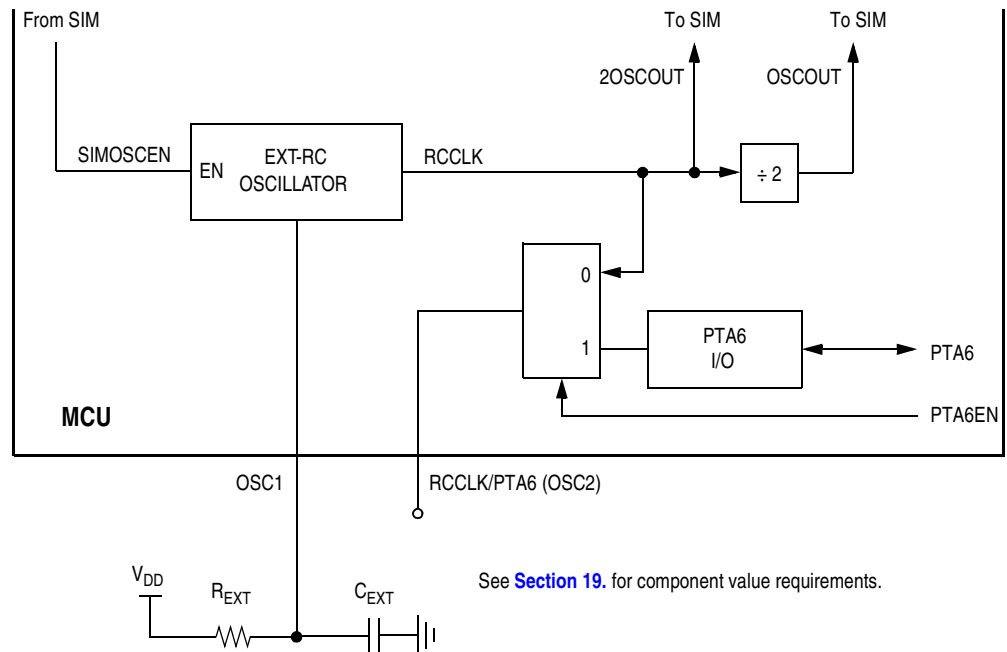 From SIM
To SIM
To SIM
2OSCOUT
OSCOUT
SIMOSCEN
EN
EXT-RC
OSCILLATOR
RCCLK
÷ 2
0
1
PTA6
I/O
PTA6
PTA6EN
MCU
OSC1
RCCLK/PTA6 (OSC2)
VDD
REXT
CEXT
See Section 19. for component value requirements.